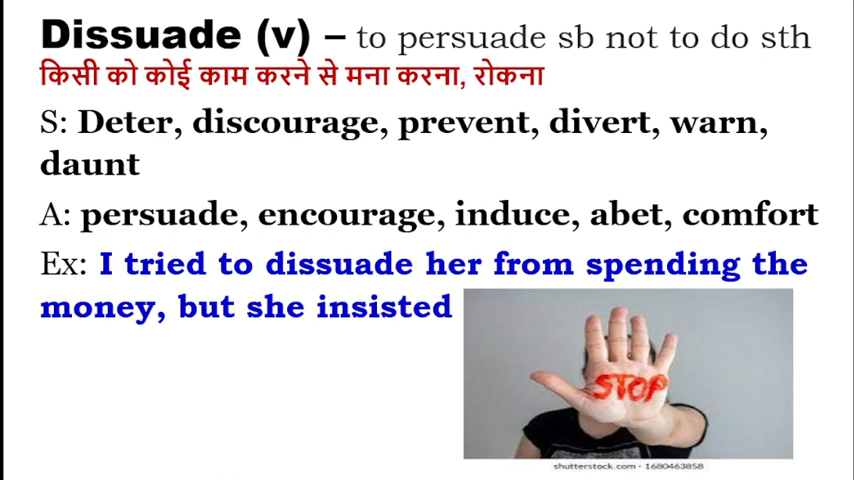 Dissuade (v) – to persuade sb not to do sth
किसी को कोई काम करने से मना करना, रोकना
S: Deter, discourage, prevent, divert, warn,
daunt
A: persuade, encourage, induce, abet, comfort
Ex: I tried to dissuade her from spending the
money, but she insisted
STOP
shutterstock.com · 1680463858